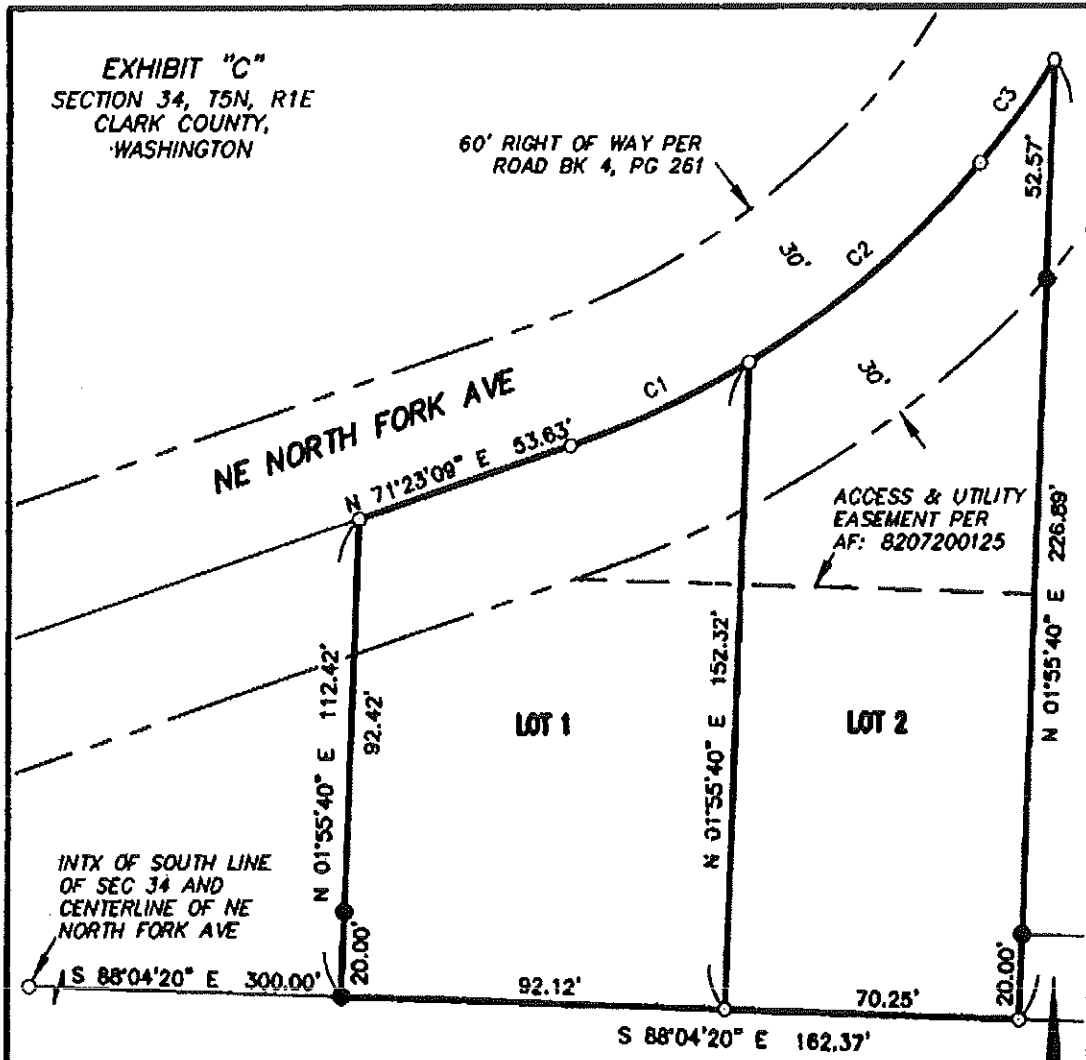 EXHIBIT "C"
SECTION 34, T5N, R1E
CLARK COUNTY,
WASHINGTON
60' RIGHT OF WAY PER
ROAD BK 4, PG 261
C3
52.57'
30'
C2
C1
30'
NE NORTH FORK AVE
N 71°23'09" E 53.63'
ACCESS & UTILITY
EASEMENT PER
AF: 8207200125
N 01°55'40" E 112.42'
92.42'
N 01°55'40" E 152.32'
N 01°55'40" E 226.89'
LOT 1
LOT 2
INTX OF SOUTH LINE
OF SEC 34 AND
CENTERLINE OF NE
NORTH FORK AVE
20.00'
20.00'
S 88°04'20" E 300.00'
92.12'
70.25'
S 88°04'20" E 162.37'